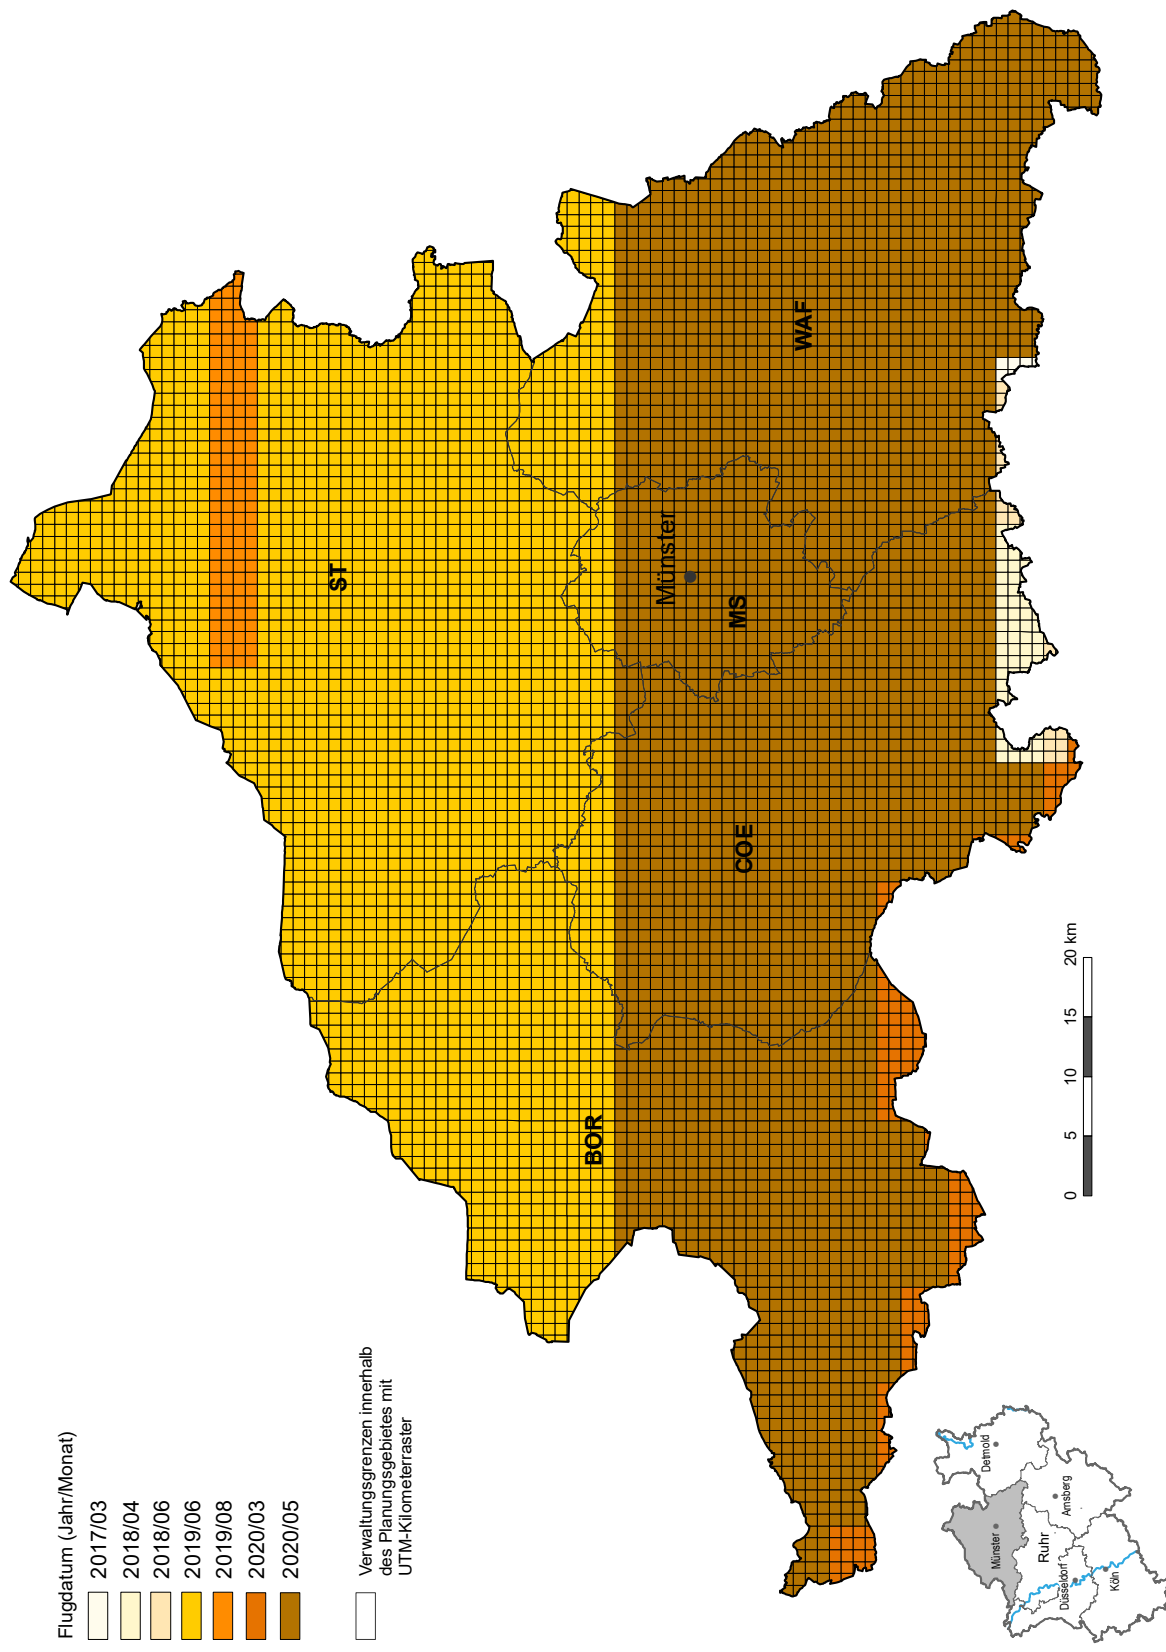 Flugdatum (Jahr/Monat)
2017/03
2018/04
2018/06
2019/06
2019/08
2020/03
2020/05
Verwaltungsgrenzen innerhalb
des Planungsgebietes mit
UTM-Kilometerraster
ST
BOR
Münster
MS
COE
WAF
0 5 10 15 20 km
Münster
Detmold
Ruhr
Arnsberg
Düsseldorf
Köln